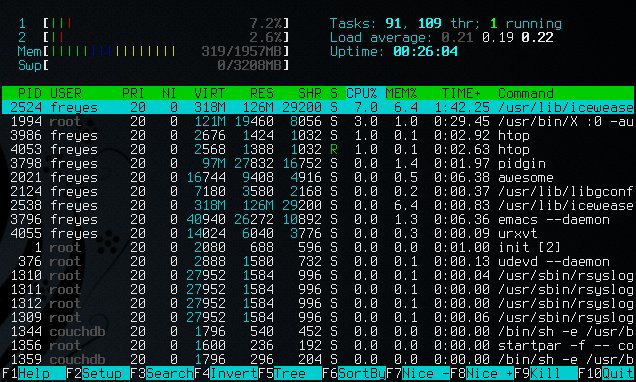 1 [||| 7.2%] Tasks: 91, 109 thr; 1 running
2 [|| 2.6%] Load average: 0.21 0.19 0.22
Mem[|||||||||||||||||||| 319/1957MB] Uptime: 00:26:04
Swp[ 0/3208MB]
PID USER PRI NI VIRT RES SHR S CPU% MEM% TIME+ Command
2524 freyes 20 0 318M 126M 29200 S 7.0 6.4 1:42.25 /usr/lib/icewease
1994 root 20 0 121M 19460 8056 S 3.0 1.0 0:29.45 /usr/bin/X :0 -au
3986 freyes 20 0 2676 1424 1032 S 1.0 0.1 0:02.92 htop
4053 freyes 20 0 2568 1388 1032 R 1.0 0.1 0:02.63 htop
3798 freyes 20 0 97M 27832 16752 S 0.0 1.4 0:01.97 pidgin
2021 freyes 20 0 16744 9408 4916 S 0.0 0.5 0:06.38 awesome
2124 freyes 20 0 7180 3580 2168 S 0.0 0.2 0:00.37 /usr/lib/libgconf
2538 freyes 20 0 318M 126M 29200 S 0.0 6.4 0:00.83 /usr/lib/icewease
3796 freyes 20 0 40940 26272 10892 S 0.0 1.3 0:06.36 emacs --daemon
4055 freyes 20 0 14024 6040 3776 S 0.0 0.3 0:00.09 urxvt
1 root 20 0 2080 688 596 S 0.0 0.0 0:01.00 init [2]
376 root 20 0 2888 1500 732 S 0.0 0.1 0:00.13 udevd --daemon
1310 root 20 0 27952 1584 996 S 0.0 0.1 0:00.04 /usr/sbin/rsyslog
1311 root 20 0 27952 1584 996 S 0.0 0.1 0:00.00 /usr/sbin/rsyslog
1312 root 20 0 27952 1584 996 S 0.0 0.1 0:00.01 /usr/sbin/rsyslog
1309 root 20 0 27952 1584 996 S 0.0 0.1 0:00.06 /usr/sbin/rsyslog
1344 couchdb 20 0 1796 540 452 S 0.0 0.0 0:00.00 /bin/sh -e /usr/b
1356 root 20 0 1600 236 192 S 0.0 0.0 0:00.00 startpar -f -- co
1359 couchdb 20 0 1796 296 204 S 0.0 0.0 0:00.00 /bin/sh -e /usr/b
F1Help F2Setup F3SearchF4InvertF5Tree F6SortByF7Nice -F8Nice +F9Kill F10Quit